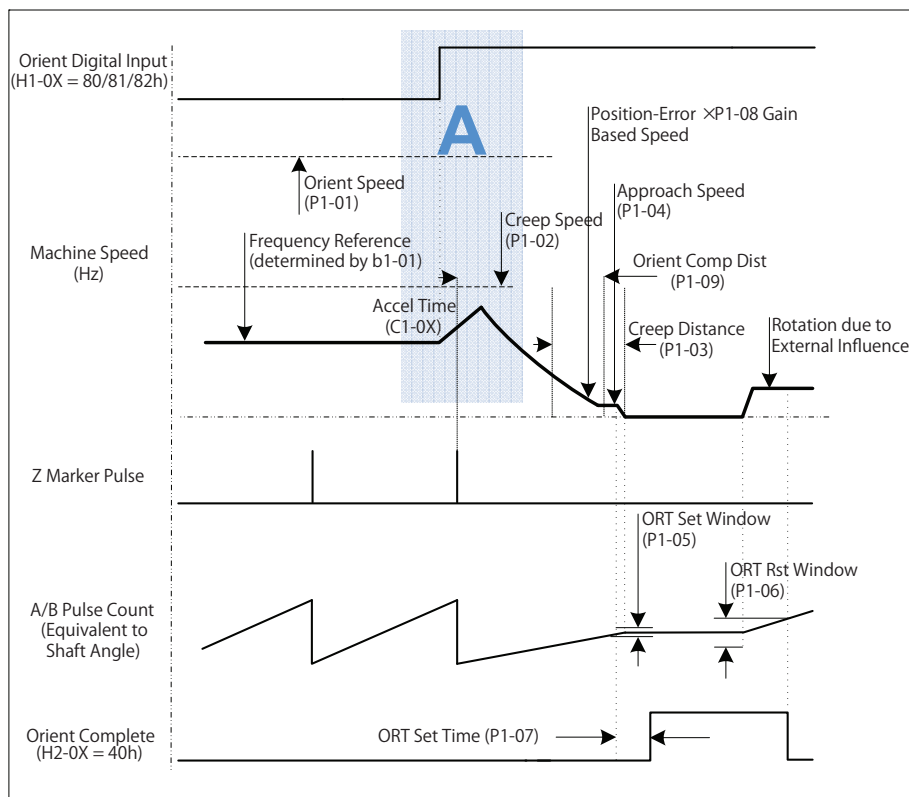 Orient Digital Input
(H1-0X = 80/81/82h)
A
Position-Error ×P1-08 Gain
Based Speed
Orient Speed
(P1-01)
Approach Speed
(P1-04)
Creep Speed
(P1-02)
Machine Speed
(Hz)
Frequency Reference
(determined by b1-01)
Orient Comp Dist
(P1-09)
Accel Time
(C1-0X)
Creep Distance
(P1-03)
Rotation due to
External Influence
Z Marker Pulse
ORT Set Window
(P1-05)
ORT Rst Window
(P1-06)
A/B Pulse Count
(Equivalent to
Shaft Angle)
Orient Complete
(H2-0X = 40h)
ORT Set Time (P1-07)